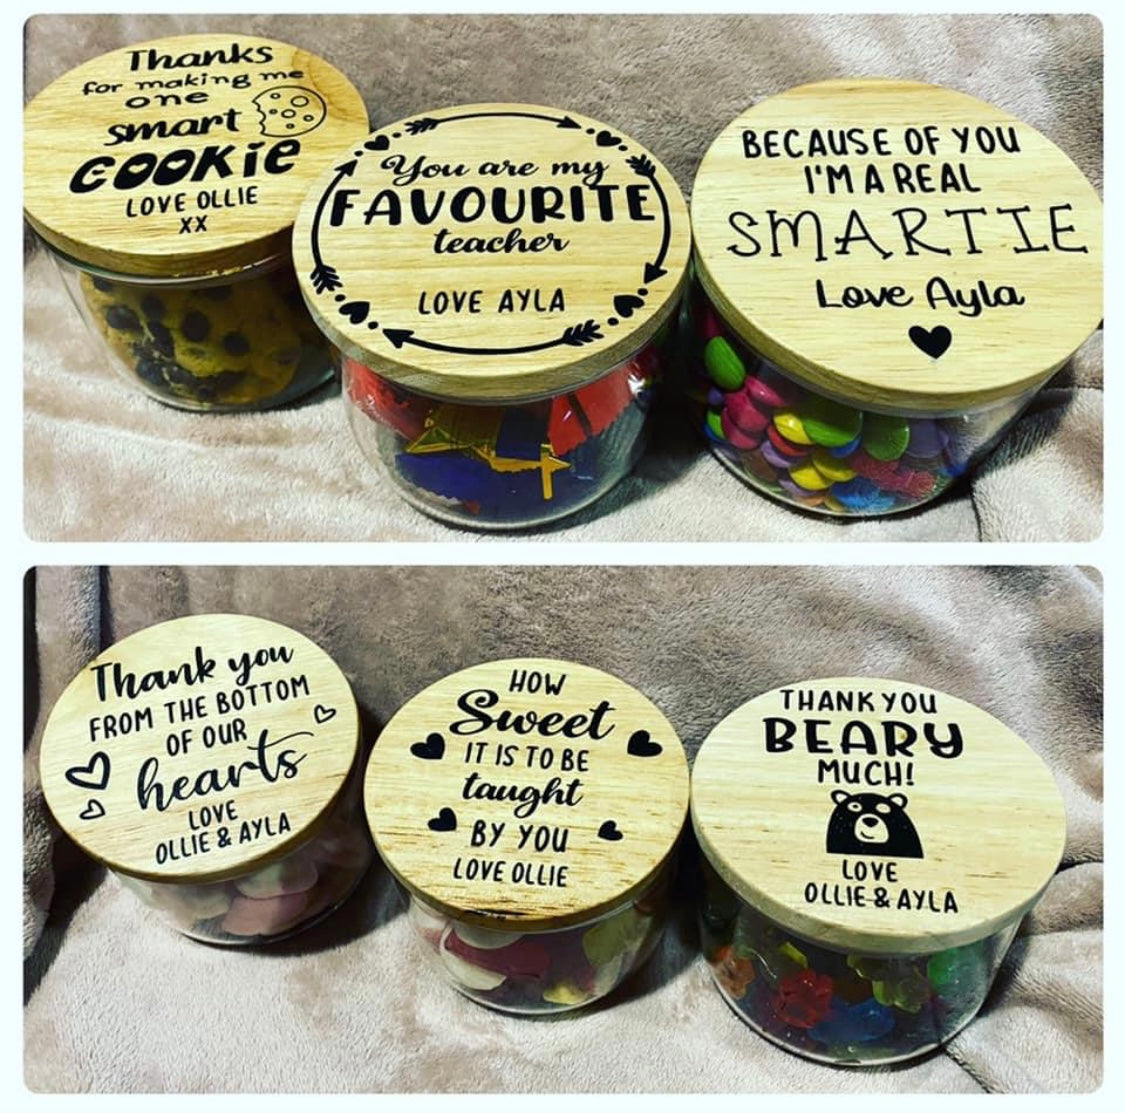 Thanks
for making me
one
smart
COOKie
LOVE OLLIE
XX
You are my
FAVOURITE
teacher
LOVE AYLA
BECAUSE OF YOU
I'M A REAL
SMARTIE
Love Ayla
Thank you
FROM THE BOTTOM
OF OUR
hearts
LOVE
OLLIE & AYLA
HOW
Sweet
IT IS TO BE
taught
BY YOU
LOVE OLLIE
THANK YOU
BEARY
MUCH!
LOVE
OLLIE & AYLA